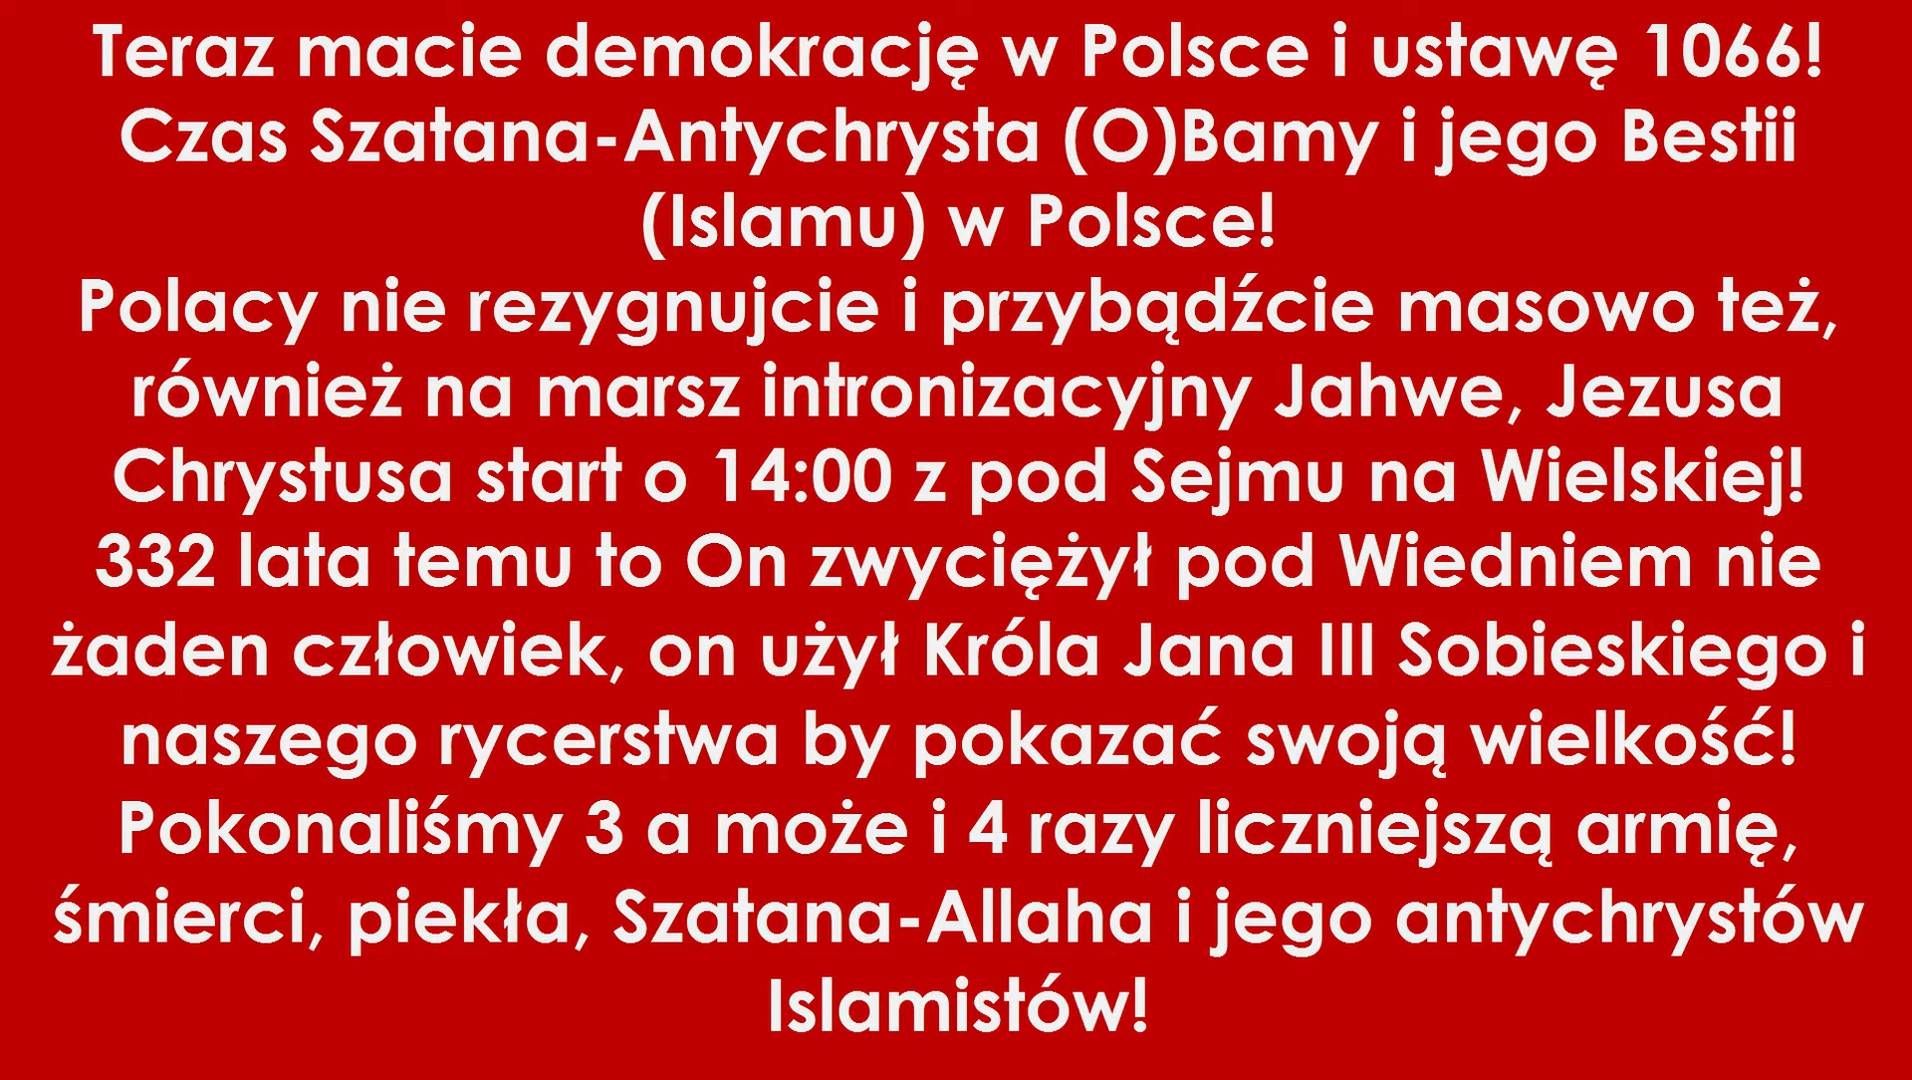 Teraz macie demokrację w Polsce i ustawę 1066!
Czas Szatana-Antychrysta (O)Bamy i jego Bestii
(Islamu) w Polsce!
Polacy nie rezygnujcie i przybądźcie masowo też,
również na marsz intronizacyjny Jahwe, Jezusa
Chrystusa start o 14:00 z pod Sejmu na Wielskiej!
332 lata temu to On zwyciężył pod Wiedniem nie
żaden człowiek, on użył Króla Jana III Sobieskiego i
naszego rycerstwa by pokazać swoją wielkość!
Pokonaliśmy 3 a może i 4 razy liczniejszą armię,
śmierci, piekła, Szatana-Allaha i jego antychrystów
Islamistów!